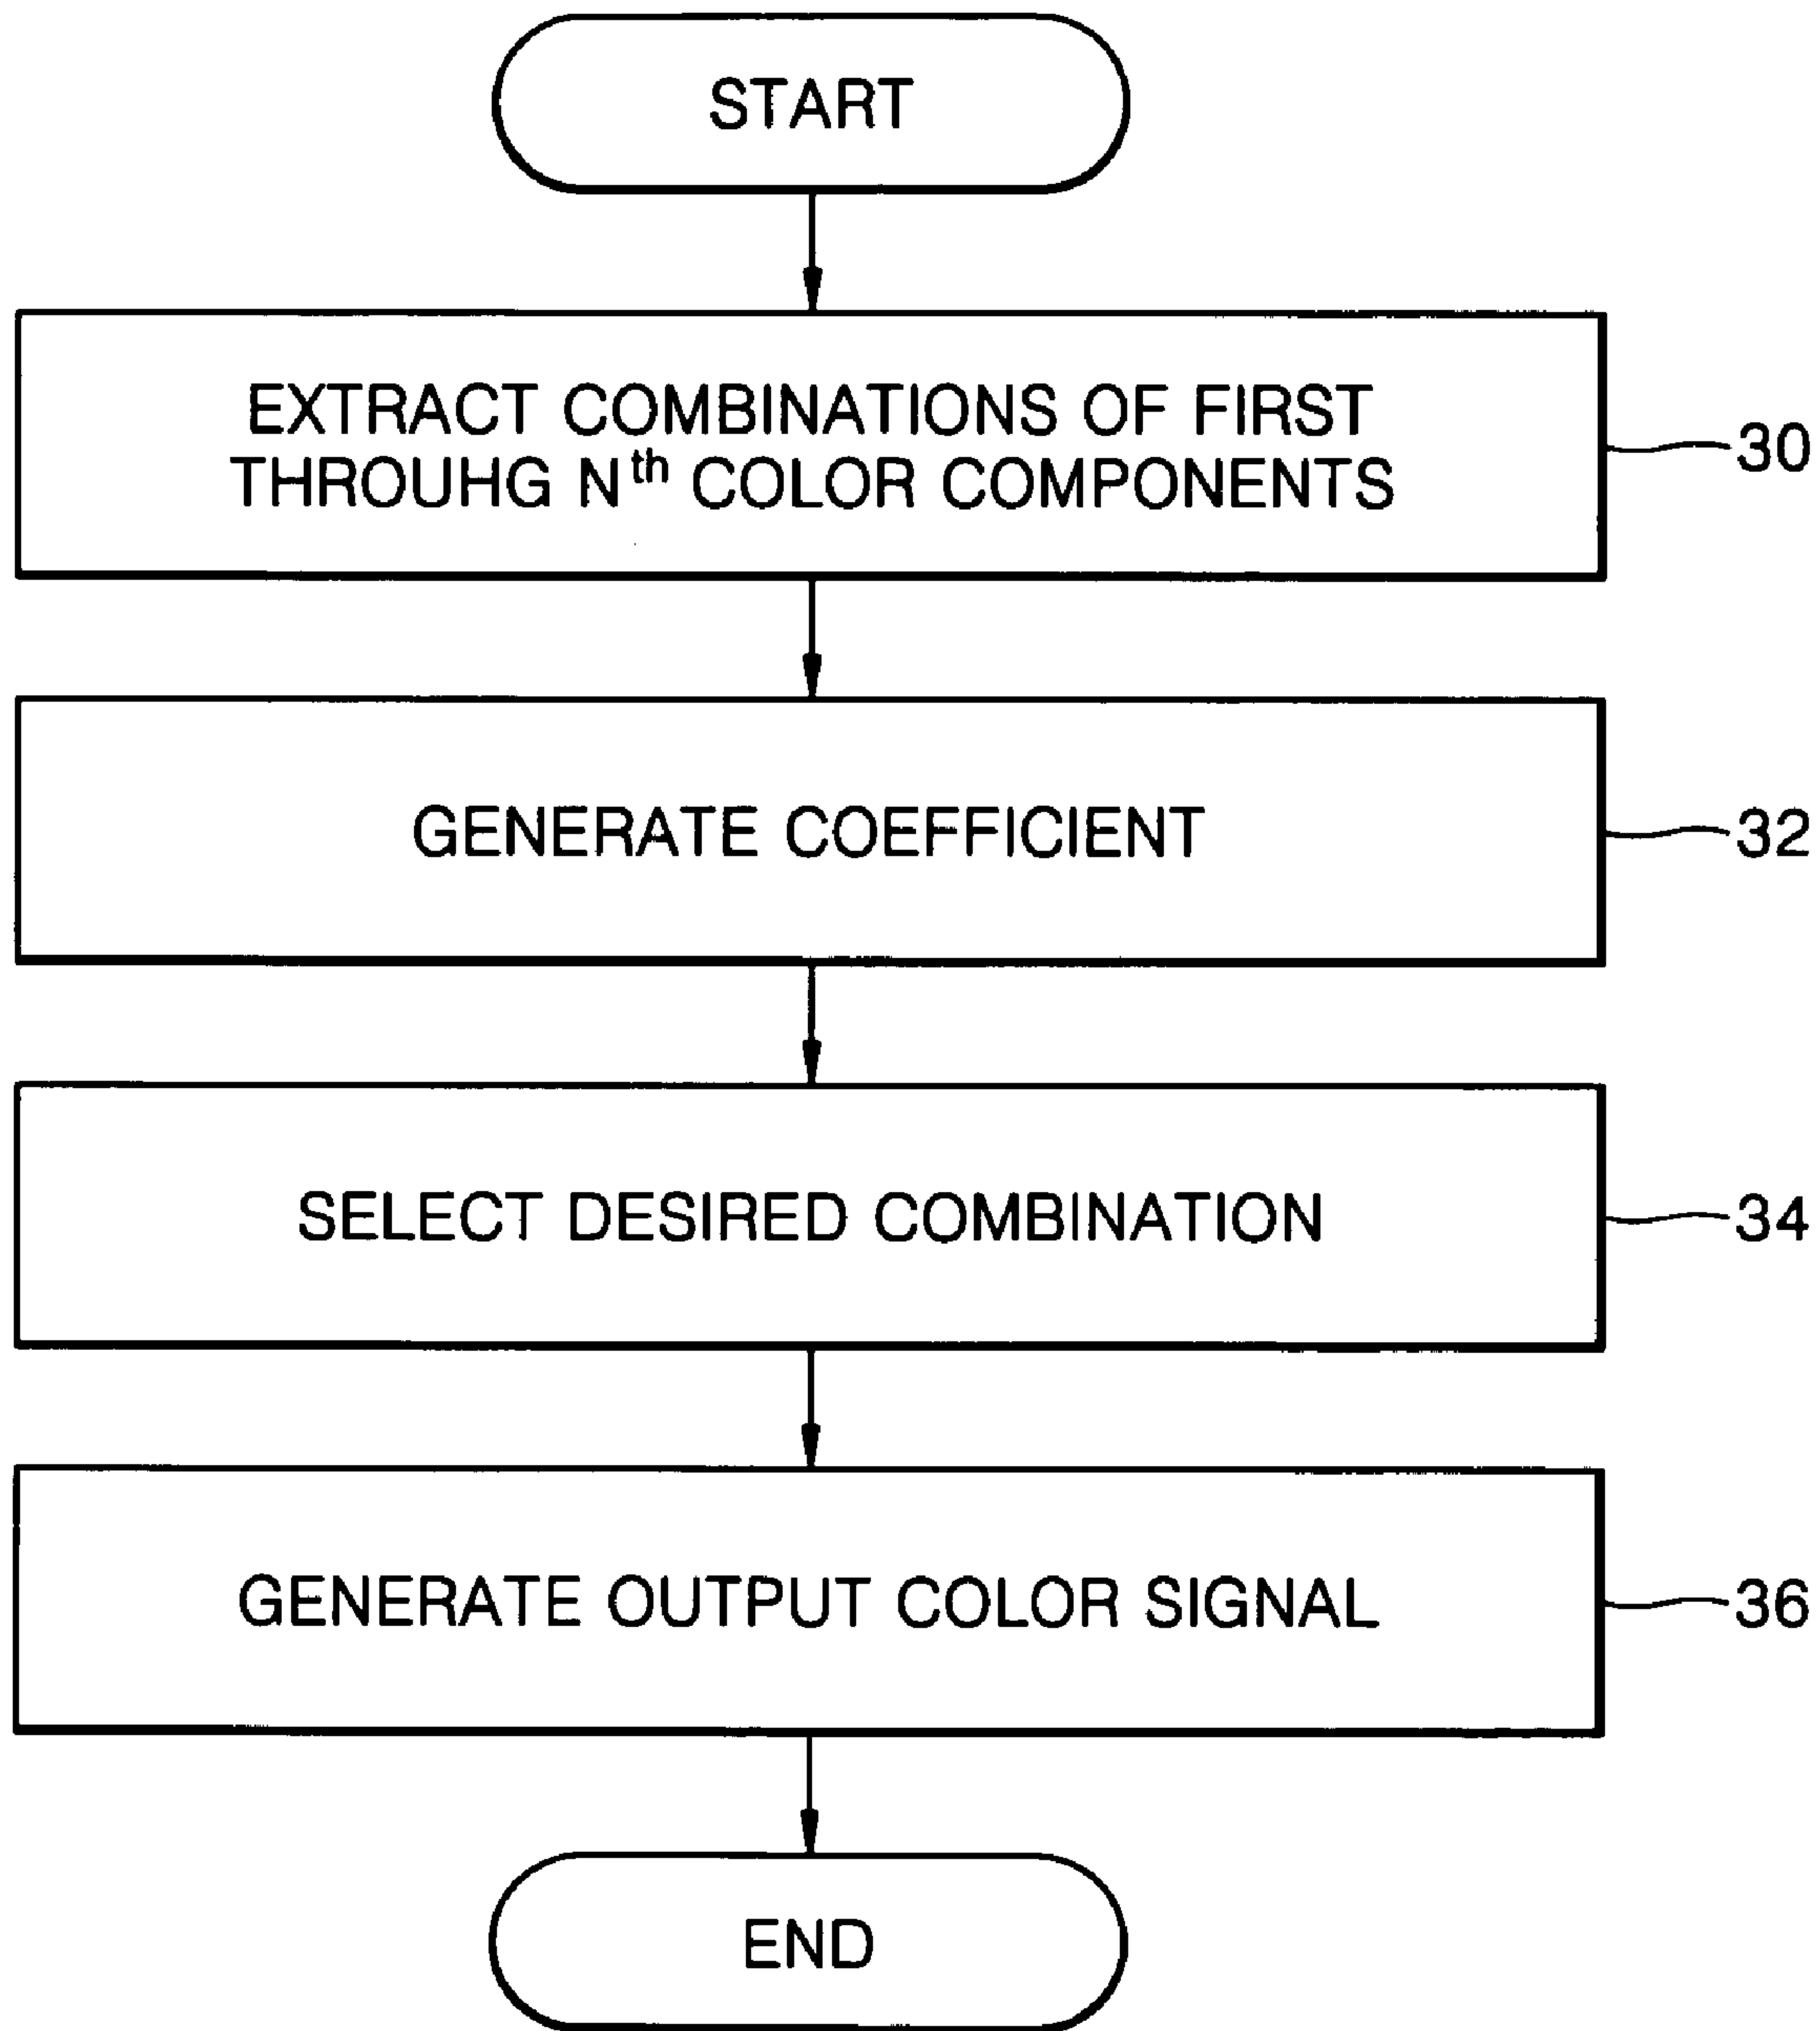 START
EXTRACT COMBINATIONS OF FIRST
THROUHG Nth COLOR COMPONENTS
30
GENERATE COEFFICIENT
32
SELECT DESIRED COMBINATION
34
GENERATE OUTPUT COLOR SIGNAL
36
END